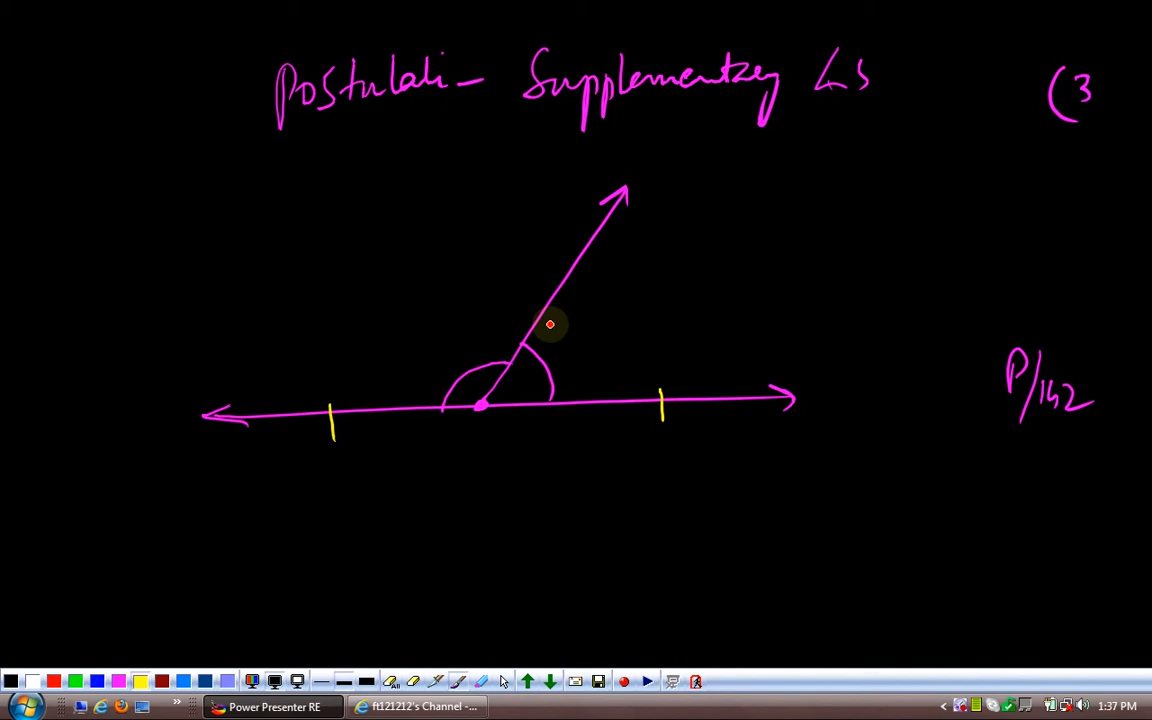 Postulate - Supplementary ∠s (3
P/142
Power Presenter RE
ft121212's Channel -...
1:37 PM